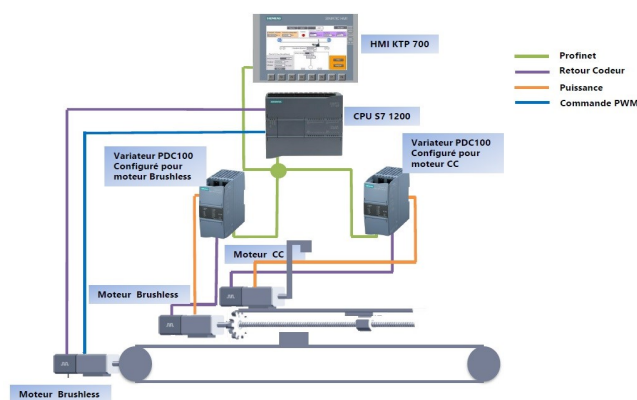 SIEMENS
HMI KTP 700
Profinet
Retour Codeur
Puissance
Commande PWM
CPU S7 1200
Variateur PDC100
Configuré pour
moteur Brushless
Variateur PDC100
Configuré pour
moteur CC
Moteur CC
Moteur Brushless
Moteur Brushless